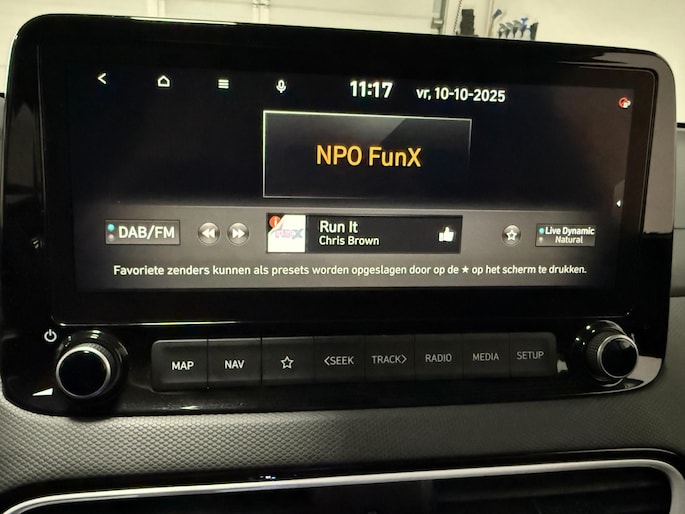 11:17 vr, 10-10-2025
NPO FunX
DAB/FM
Run It
Chris Brown
Live Dynamic
Natural
Favoriete zenders kunnen als presets worden opgeslagen door op de ★ op het scherm te drukken.
MAP NAV <SEEK TRACK> RADIO MEDIA SETUP